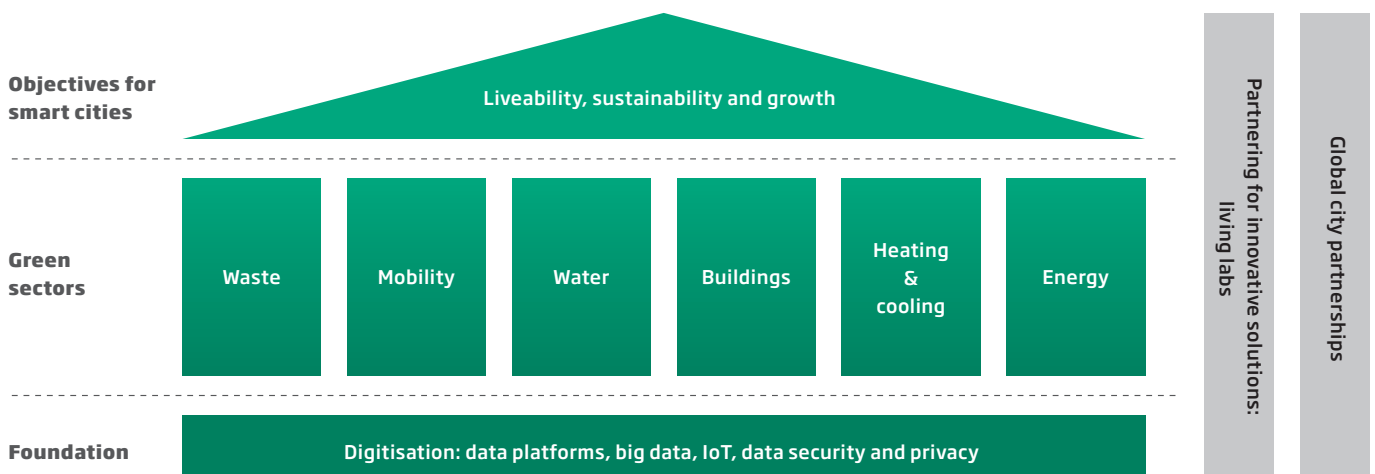 Objectives for
smart cities
Liveability, sustainability and growth
Green
sectors
Waste
Mobility
Water
Buildings
Heating
&
cooling
Energy
Foundation
Digitisation: data platforms, big data, IoT, data security and privacy
Partnering for innovative solutions:
living labs
Global city partnerships